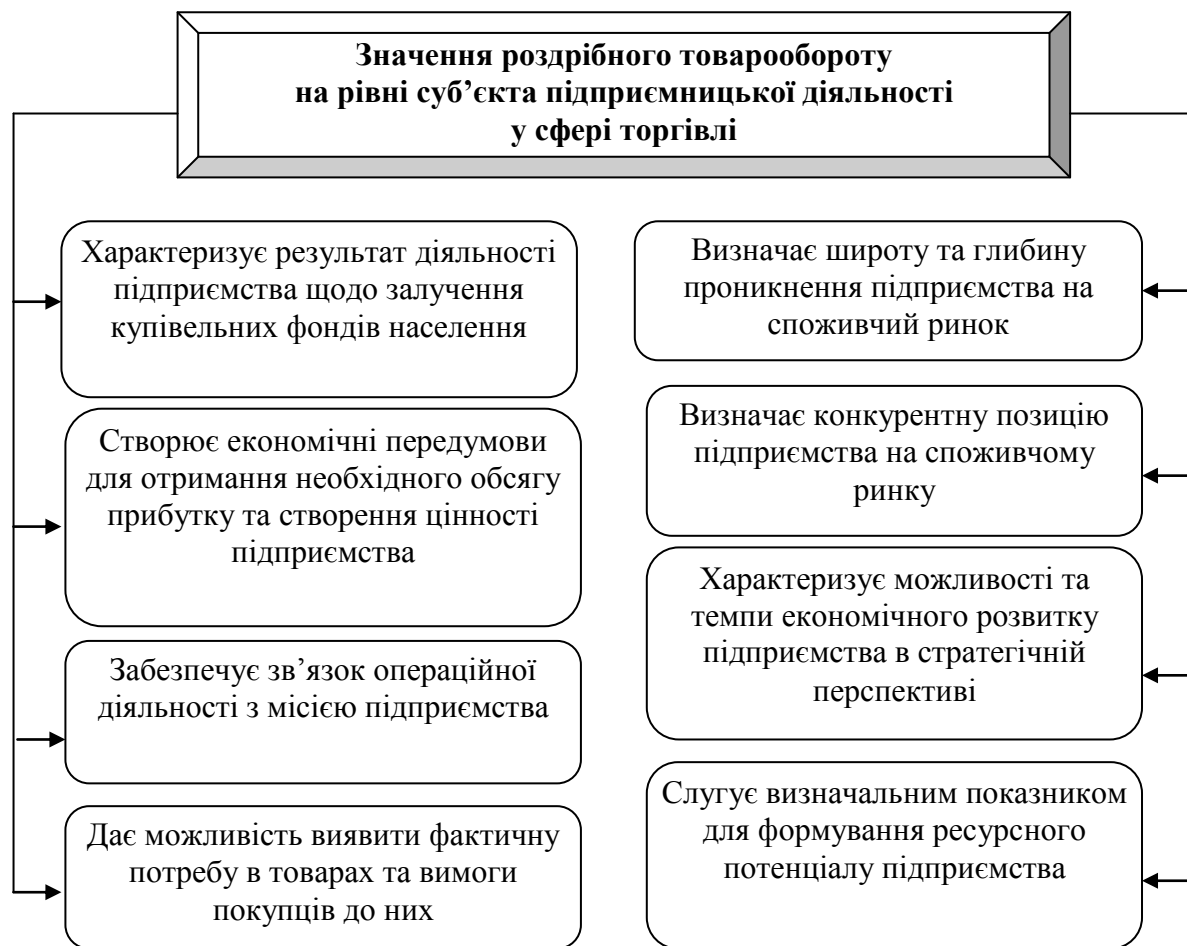 Значення роздрібного товарообороту
на рівні суб’єкта підприємницької діяльності
у сфері торгівлі
Характеризує результат діяльності
підприємства щодо залучення
купівельних фондів населення
Створює економічні передумови
для отримання необхідного обсягу
прибутку та створення цінності
підприємства
Забезпечує зв’язок операційної
діяльності з місією підприємства
Дає можливість виявити фактичну
потребу в товарах та вимоги
покупців до них
Визначає широту та глибину
проникнення підприємства на
споживчий ринок
Визначає конкурентну позицію
підприємства на споживчому
ринку
Характеризує можливості та
темпи економічного розвитку
підприємства в стратегічній
перспективі
Слугує визначальним показником
для формування ресурсного
потенціалу підприємства